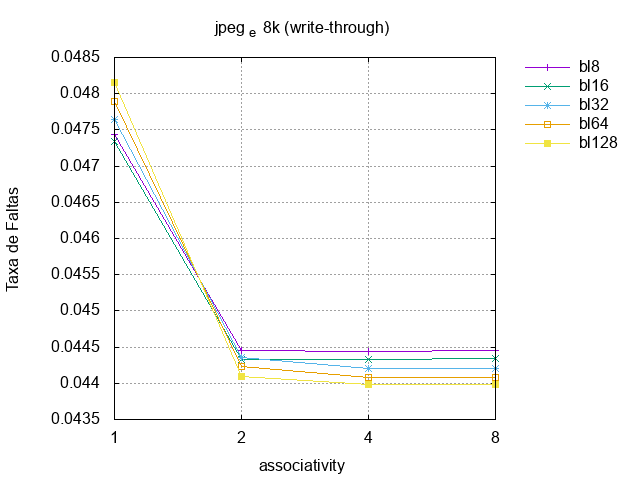 jpeg e 8k (write-through)
0.0485
0.048
0.0475
0.047
0.0465
0.046
0.0455
0.045
0.0445
0.044
0.0435
Taxa de Faltas
1 2 4 8
associativity
bl8
bl16
bl32
bl64
bl128